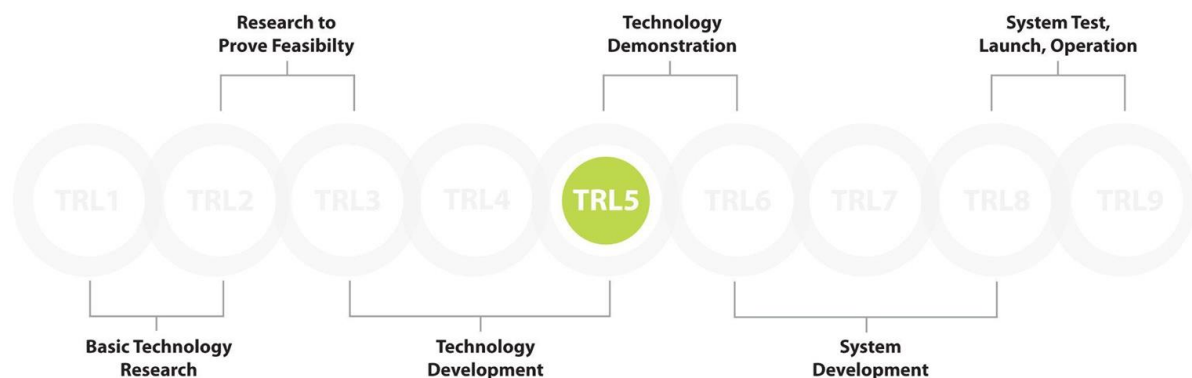 Research to
Prove Feasibilty
Technology
Demonstration
System Test,
Launch, Operation
TRL1
TRL2
TRL3
TRL4
TRL5
TRL6
TRL7
TRL8
TRL9
Basic Technology
Research
Technology
Development
System
Development